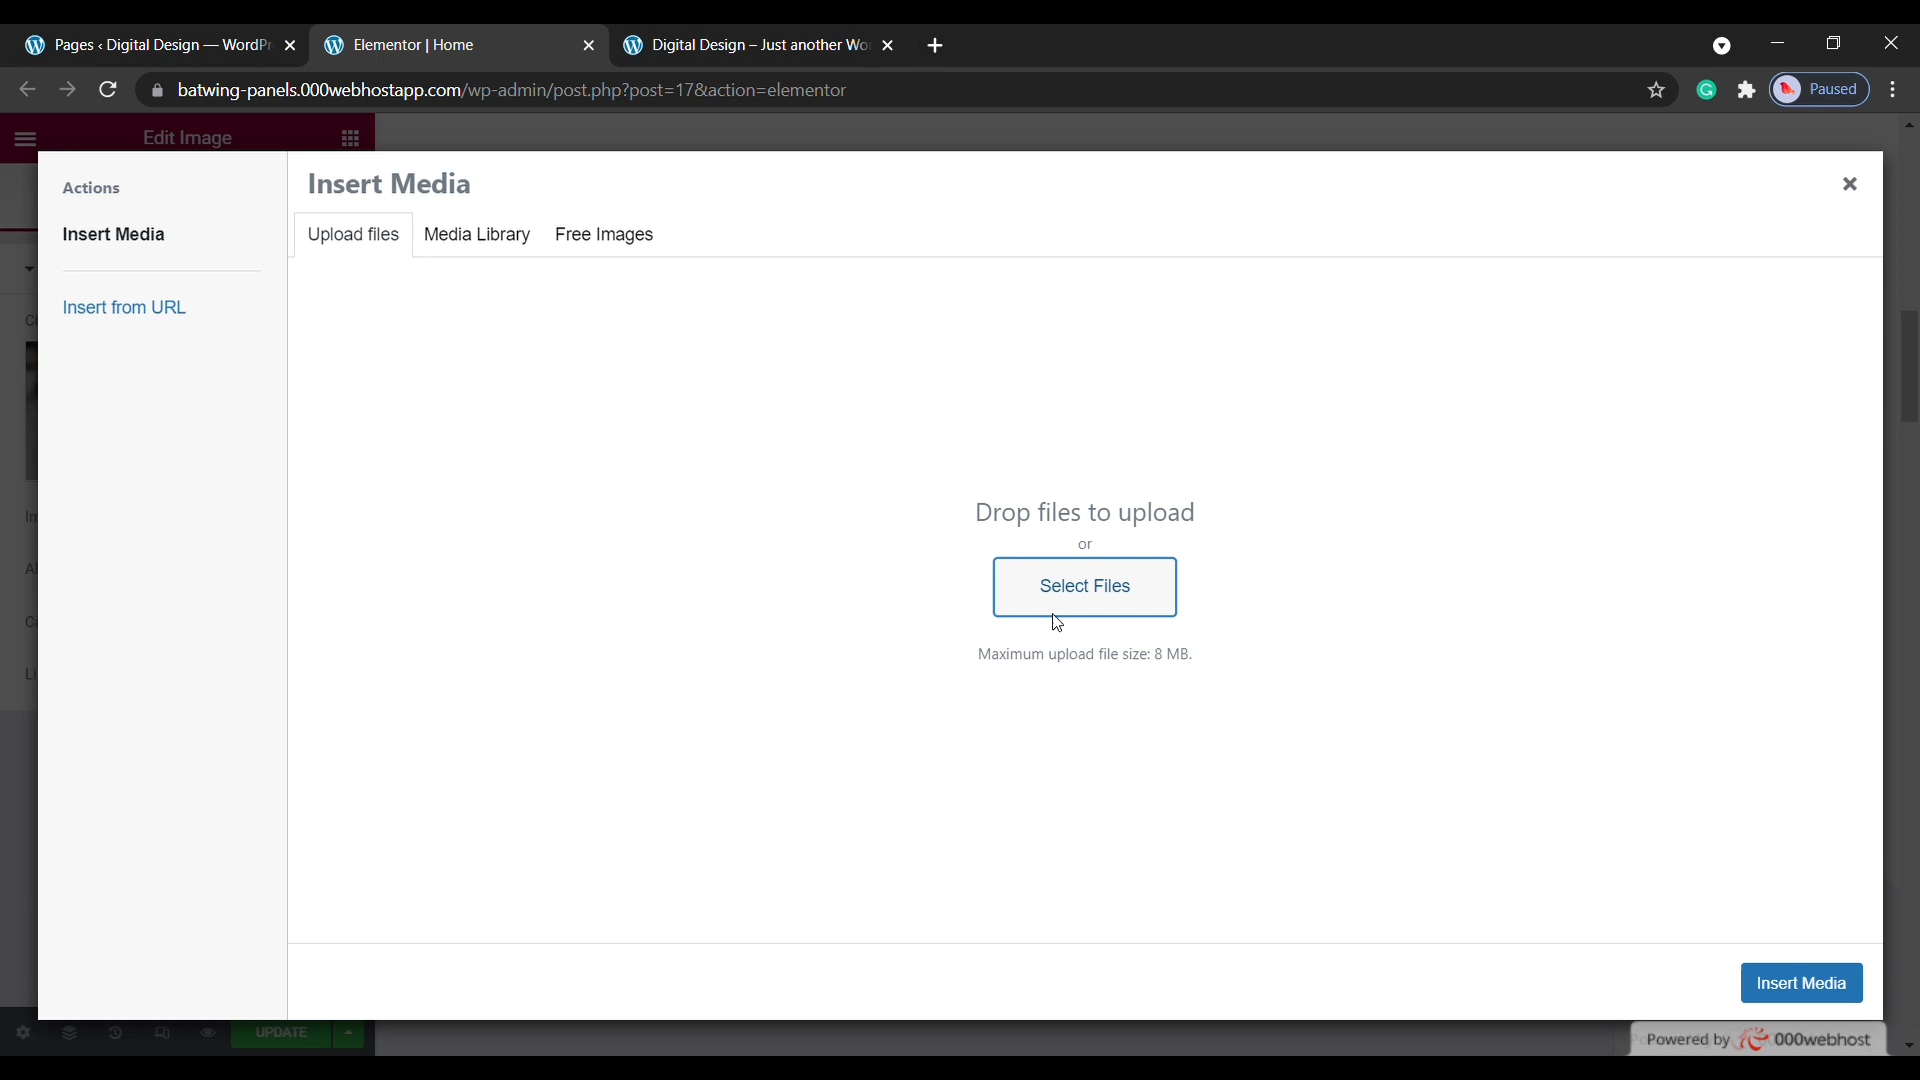 Pages ‹ Digital Design — WordPr
Elementor | Home
Digital Design – Just another Wor
batwing-panels.000webhostapp.com/wp-admin/post.php?post=17&action=elementor
Paused
Edit Image
Actions
Insert Media
Insert from URL
Insert Media
Upload files
Media Library
Free Images
Drop files to upload
or
Select Files
Maximum upload file size: 8 MB.
Insert Media
UPDATE
Powered by 000webhost